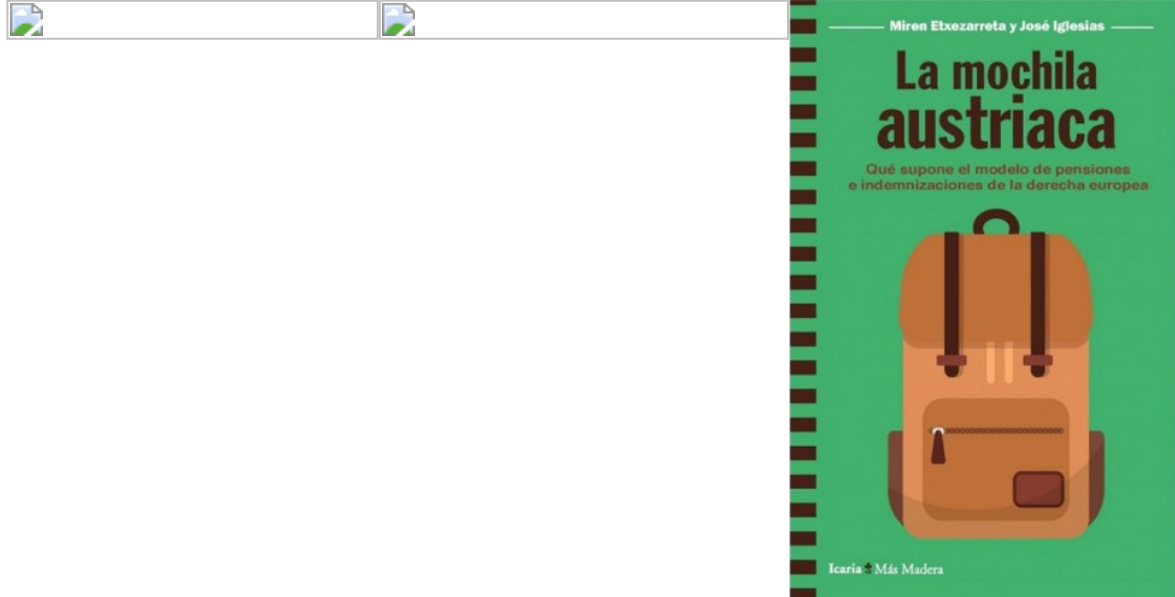 Miren Etxezarreta y José Iglesias
La mochila
austriaca
Qué supone el modelo de pensiones
e indemnizaciones de la derecha europea
Icaria Más Madera